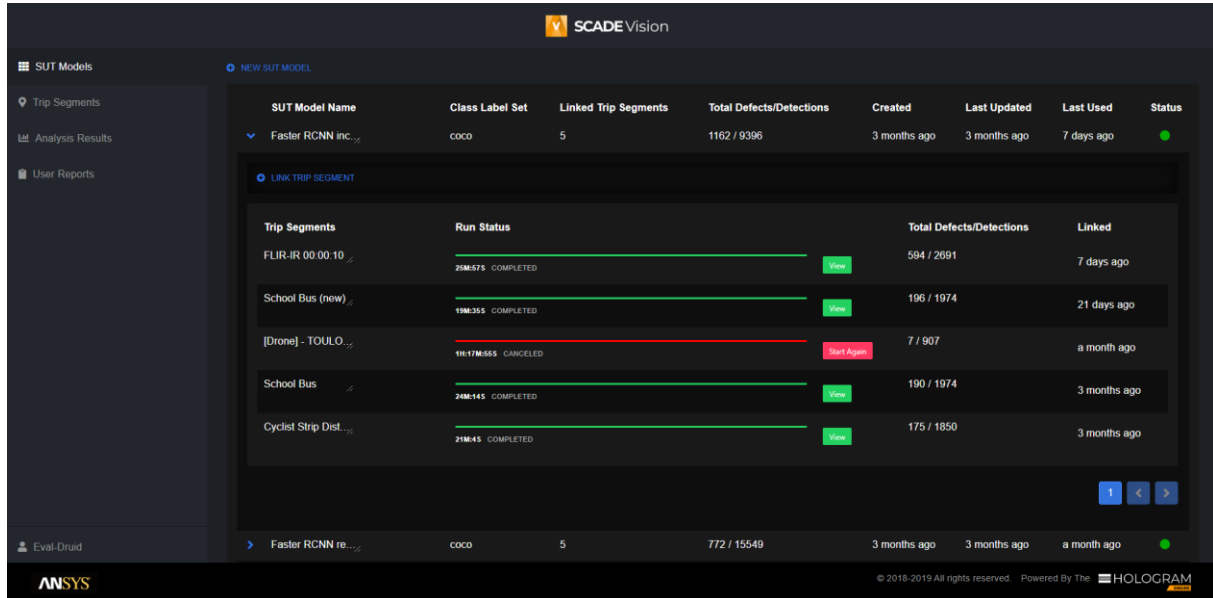 SCADE Vision
SUT Models
Trip Segments
Analysis Results
User Reports
NEW SUT MODEL
SUT Model Name Class Label Set Linked Trip Segments Total Defects/Detections Created Last Updated Last Used Status
Faster RCNN inc... coco 5 1162 / 9396 3 months ago 3 months ago 7 days ago
LINK TRIP SEGMENT
Trip Segments Run Status Total Defects/Detections Linked
FLIR-IR 00:00:10 25M:57S COMPLETED View 594 / 2691 7 days ago
School Bus (new) 19M:35S COMPLETED View 196 / 1974 21 days ago
[Drone] - TOULO... 1H:17M:55S CANCELED Start Again 7 / 907 a month ago
School Bus 24M:14S COMPLETED View 190 / 1974 3 months ago
Cyclist Strip Dist... 21M:4S COMPLETED View 175 / 1850 3 months ago
1
Faster RCNN re... coco 5 772 / 15549 3 months ago 3 months ago a month ago
Eval-Druid
ANSYS
© 2018-2019 All rights reserved. Powered By The HOLOGRAM